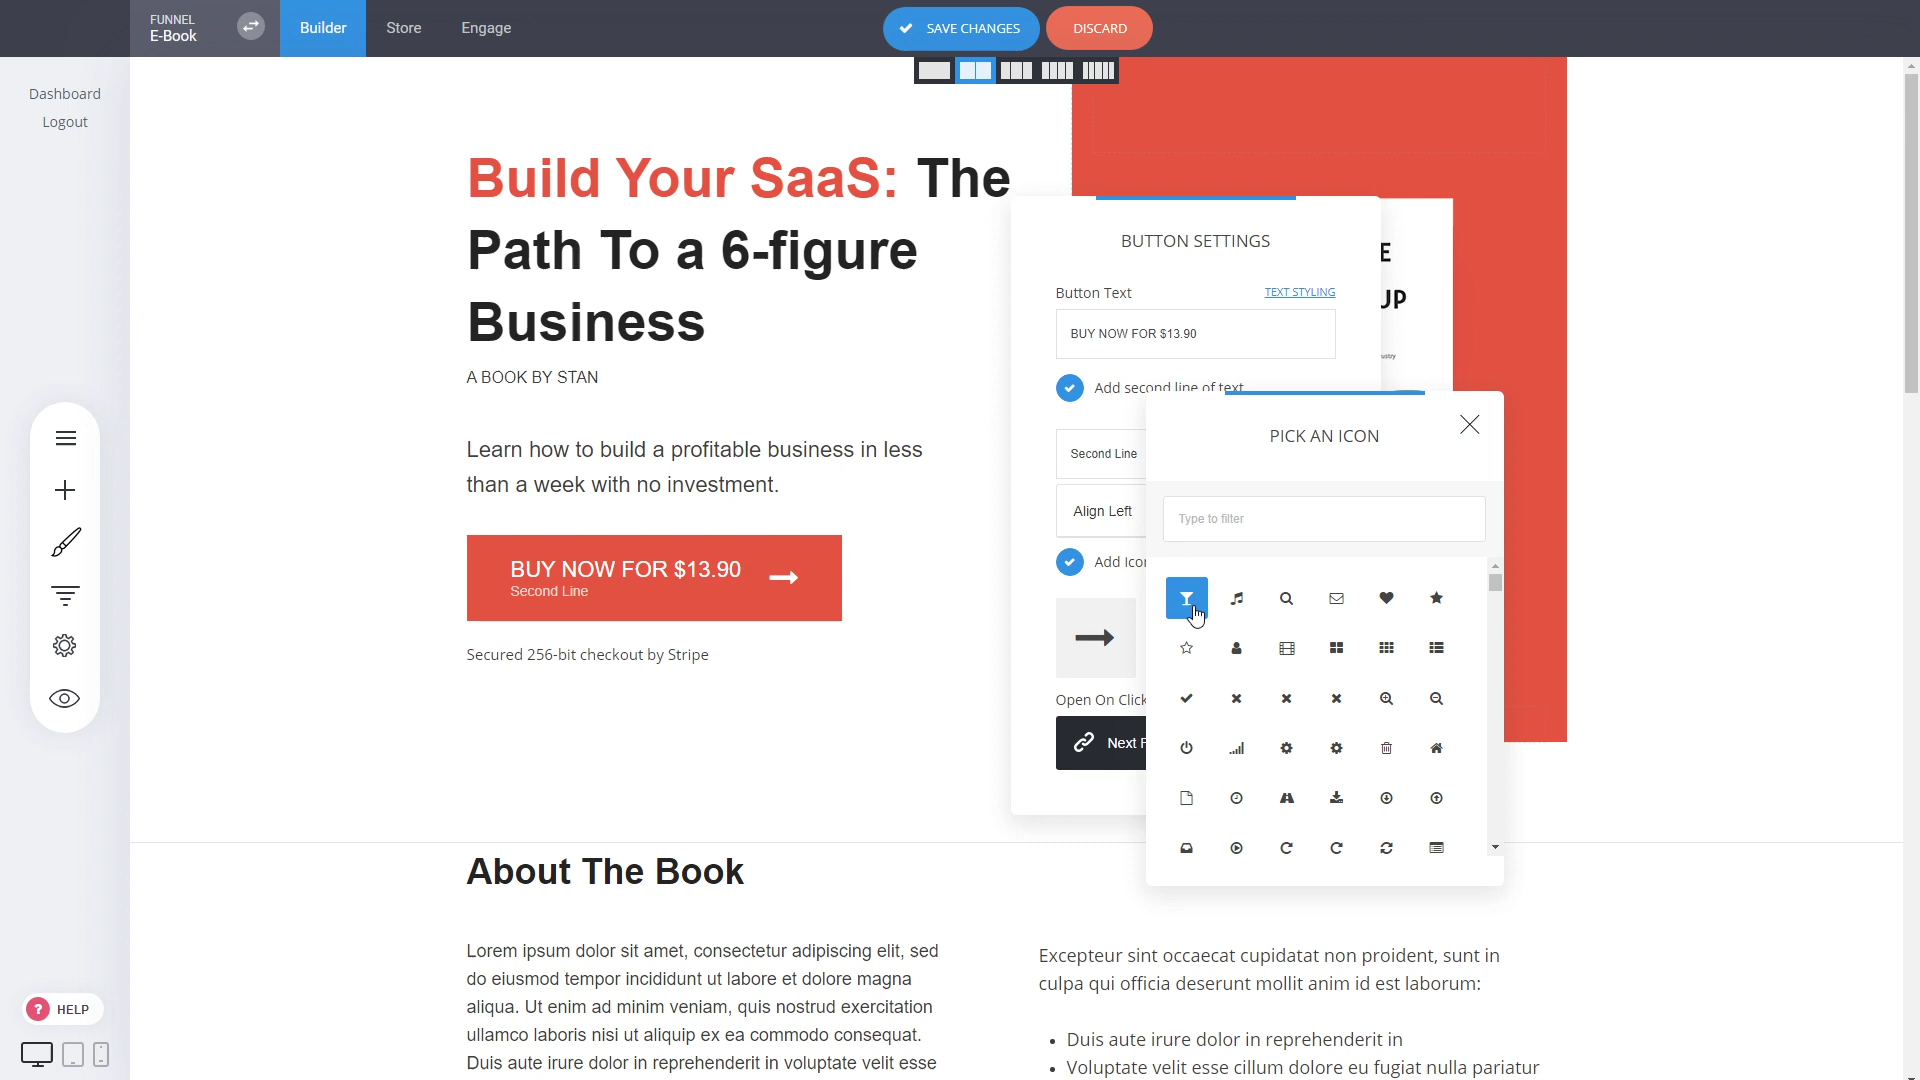 FUNNEL
E-Book
Builder
Store
Engage
SAVE CHANGES
DISCARD
Dashboard
Logout
Build Your SaaS: The
Path To a 6-figure
Business
A BOOK BY STAN
Learn how to build a profitable business in less
than a week with no investment.
BUY NOW FOR $13.90
Second Line
Secured 256-bit checkout by Stripe
BUTTON SETTINGS
Button Text
TEXT STYLING
BUY NOW FOR $13.90
Add second line of text
Second Line
Align Left
Add Icon
Open On Click
Next F
E
UP
ustry
PICK AN ICON
Type to filter
About The Book
Lorem ipsum dolor sit amet, consectetur adipiscing elit, sed
do eiusmod tempor incididunt ut labore et dolore magna
aliqua. Ut enim ad minim veniam, quis nostrud exercitation
ullamco laboris nisi ut aliquip ex ea commodo consequat.
Duis aute irure dolor in reprehenderit in voluptate velit esse
Excepteur sint occaecat cupidatat non proident, sunt in
culpa qui officia deserunt mollit anim id est laborum:
• Duis aute irure dolor in reprehenderit in
• Voluptate velit esse cillum dolore eu fugiat nulla pariatur
? HELP